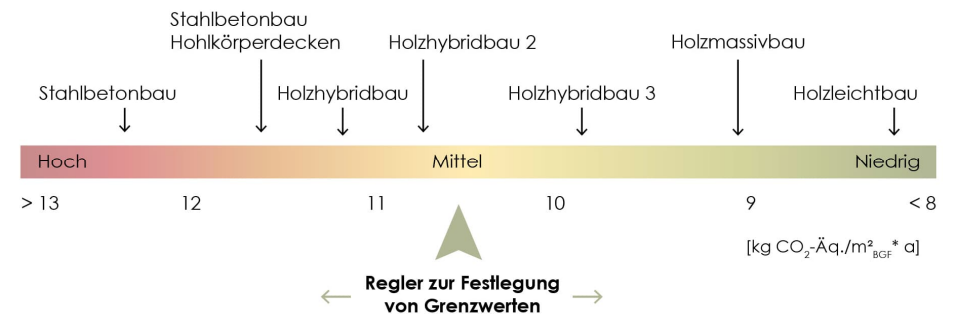 Stahlbetonbau
Hohlkörperdecken
Holzhybridbau 2
Holzmassivbau
Stahlbetonbau
Holzhybridbau
Holzhybridbau 3
Holzleichtbau
Hoch
Mittel
Niedrig
> 13 12 11 10 9 < 8
[kg CO₂-Äq./m²BGF* a]
Regler zur Festlegung
von Grenzwerten